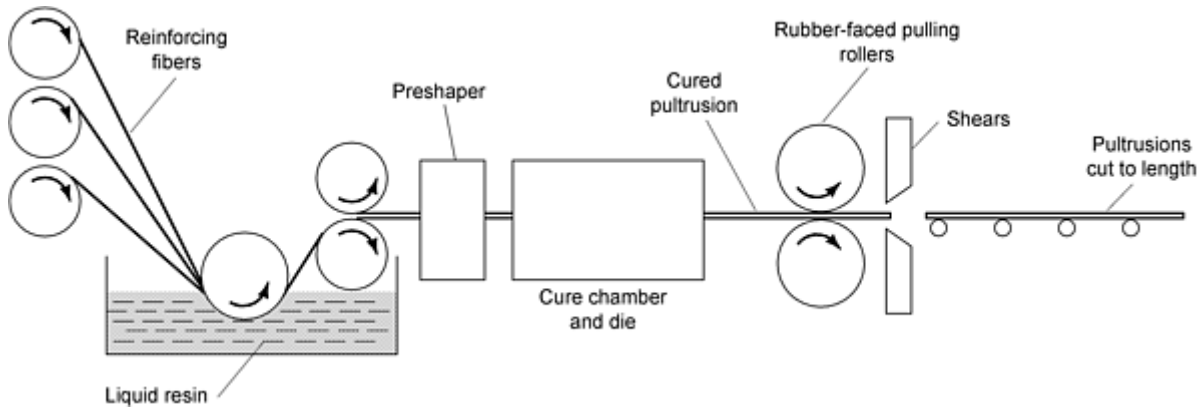 Reinforcing
fibers
Preshaper
Cured
pultrusion
Rubber-faced pulling
rollers
Shears
Pultrusions
cut to length
Cure chamber
and die
Liquid resin